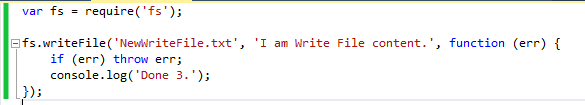 var fs = require('fs');
fs.writeFile('NewWriteFile.txt', 'I am Write File content.', function (err) {
    if (err) throw err;
    console.log('Done 3.');
});